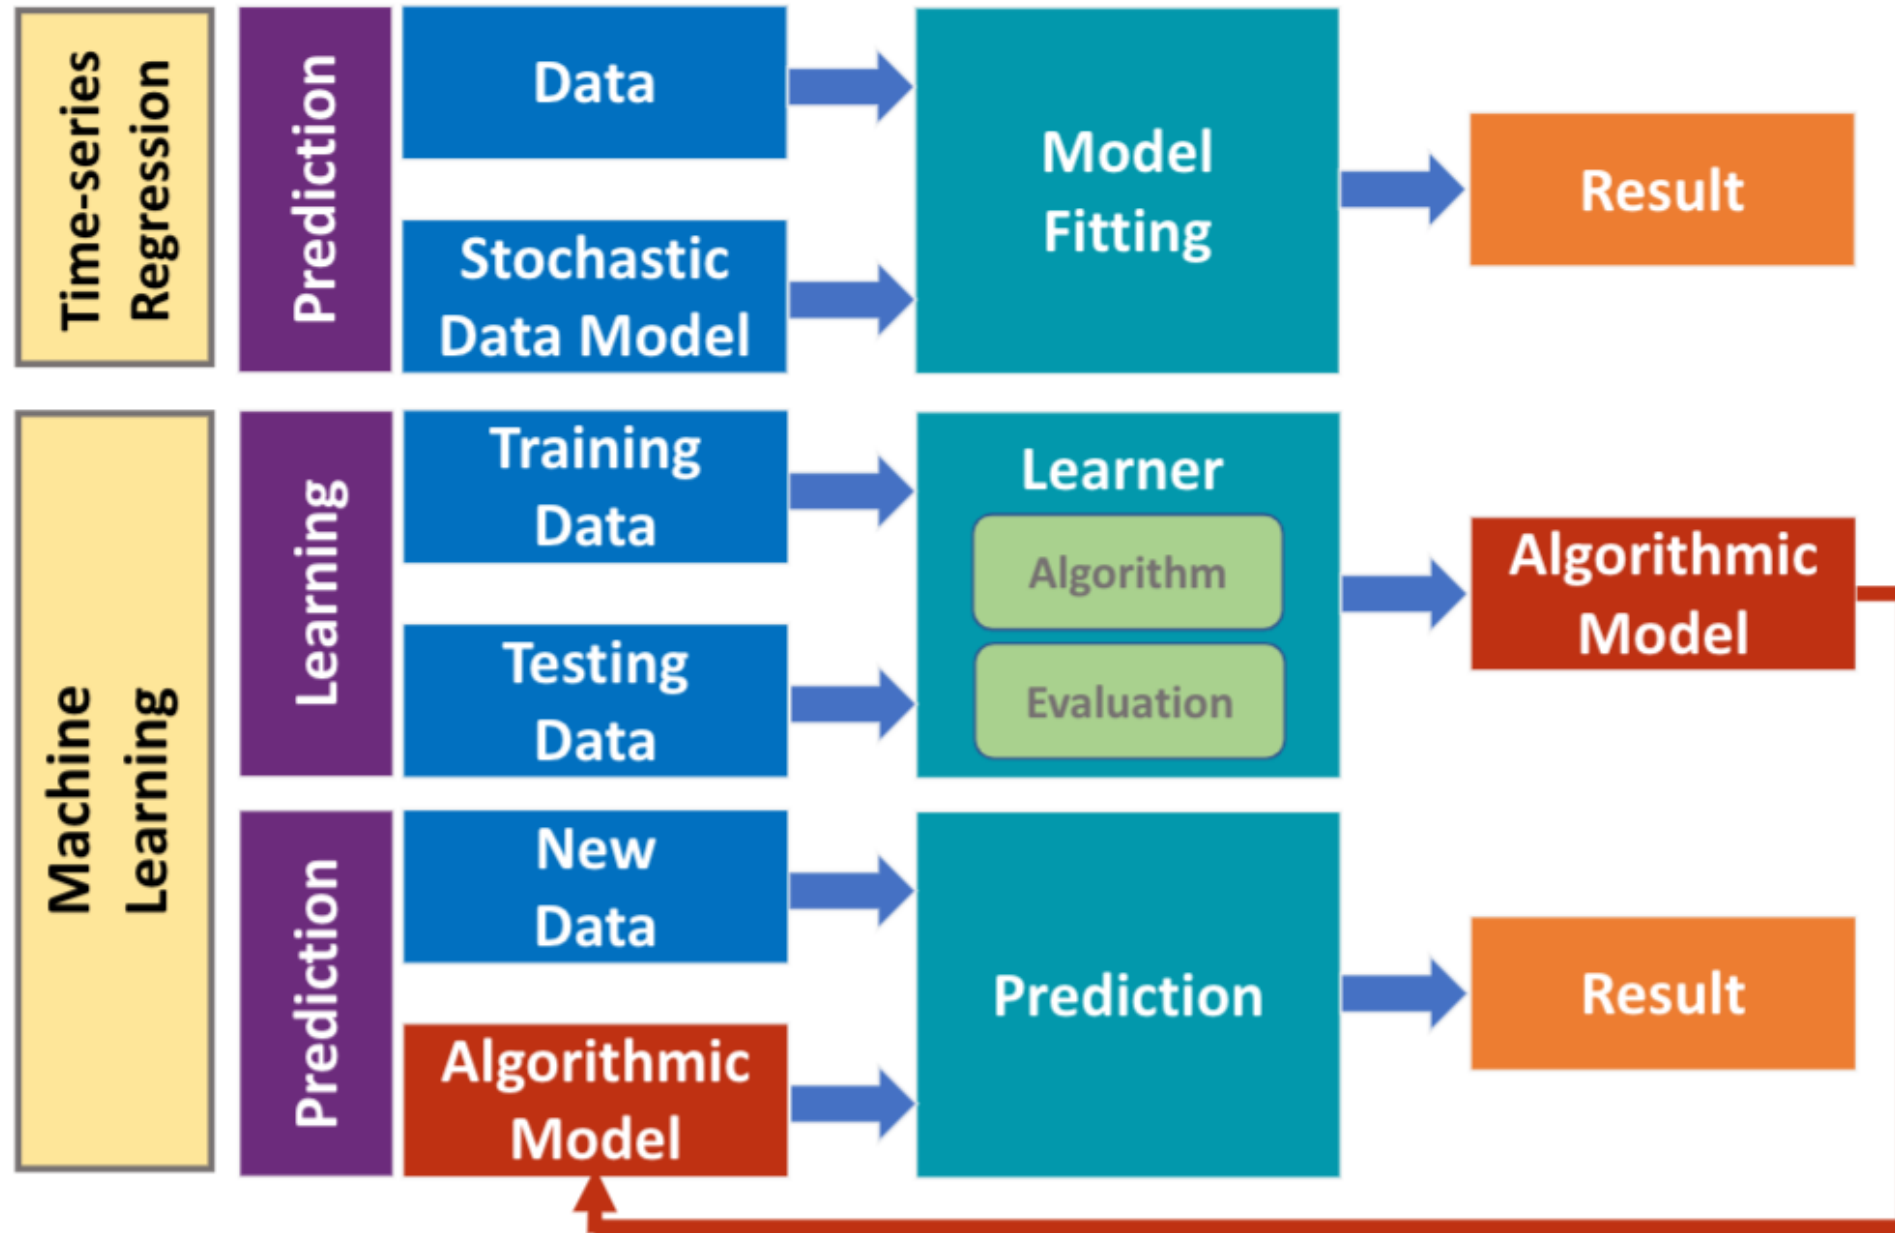 Time-series
Regression
Prediction
Data
Stochastic
Data Model
Model
Fitting
Result
Machine
Learning
Learning
Training
Data
Testing
Data
Learner
Algorithm
Evaluation
Algorithmic
Model
Prediction
New
Data
Algorithmic
Model
Prediction
Result